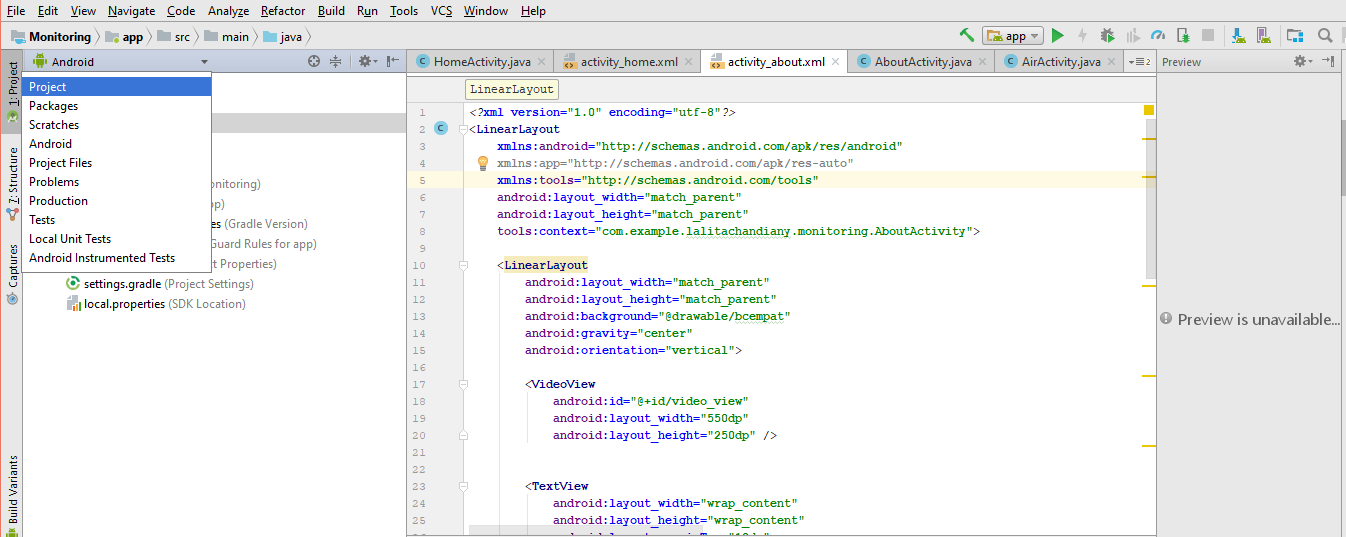 File Edit View Navigate Code Analyze Refactor Build Run Tools VCS Window Help
Monitoring app src main java
app
1: Project
7: Structure
Captures
Build Variants
Android
Project
Packages
Scratches
Android
Project Files
Problems
Production
Tests
Local Unit Tests
Android Instrumented Tests
onitoring)
p)
es (Gradle Version)
Guard Rules for app)
ct Properties)
settings.gradle (Project Settings)
local.properties (SDK Location)
HomeActivity.java activity_home.xml activity_about.xml AboutActivity.java AirActivity.java 2
LinearLayout
1 <?xml version="1.0" encoding="utf-8"?>
2 <LinearLayout
3 xmlns:android="http://schemas.android.com/apk/res/android"
4 xmlns:app="http://schemas.android.com/apk/res-auto"
5 xmlns:tools="http://schemas.android.com/tools"
6 android:layout_width="match_parent"
7 android:layout_height="match_parent"
8 tools:context="com.example.lalitachandiany.monitoring.AboutActivity">
9
10 <LinearLayout
11 android:layout_width="match_parent"
12 android:layout_height="match_parent"
13 android:background="@drawable/bcempat"
14 android:gravity="center"
15 android:orientation="vertical">
16
17 <VideoView
18 android:id="@+id/video_view"
19 android:layout_width="550dp"
20 android:layout_height="250dp" />
21
22
23 <TextView
24 android:layout_width="wrap_content"
25 android:layout_height="wrap_content"
Preview
Preview is unavailable...